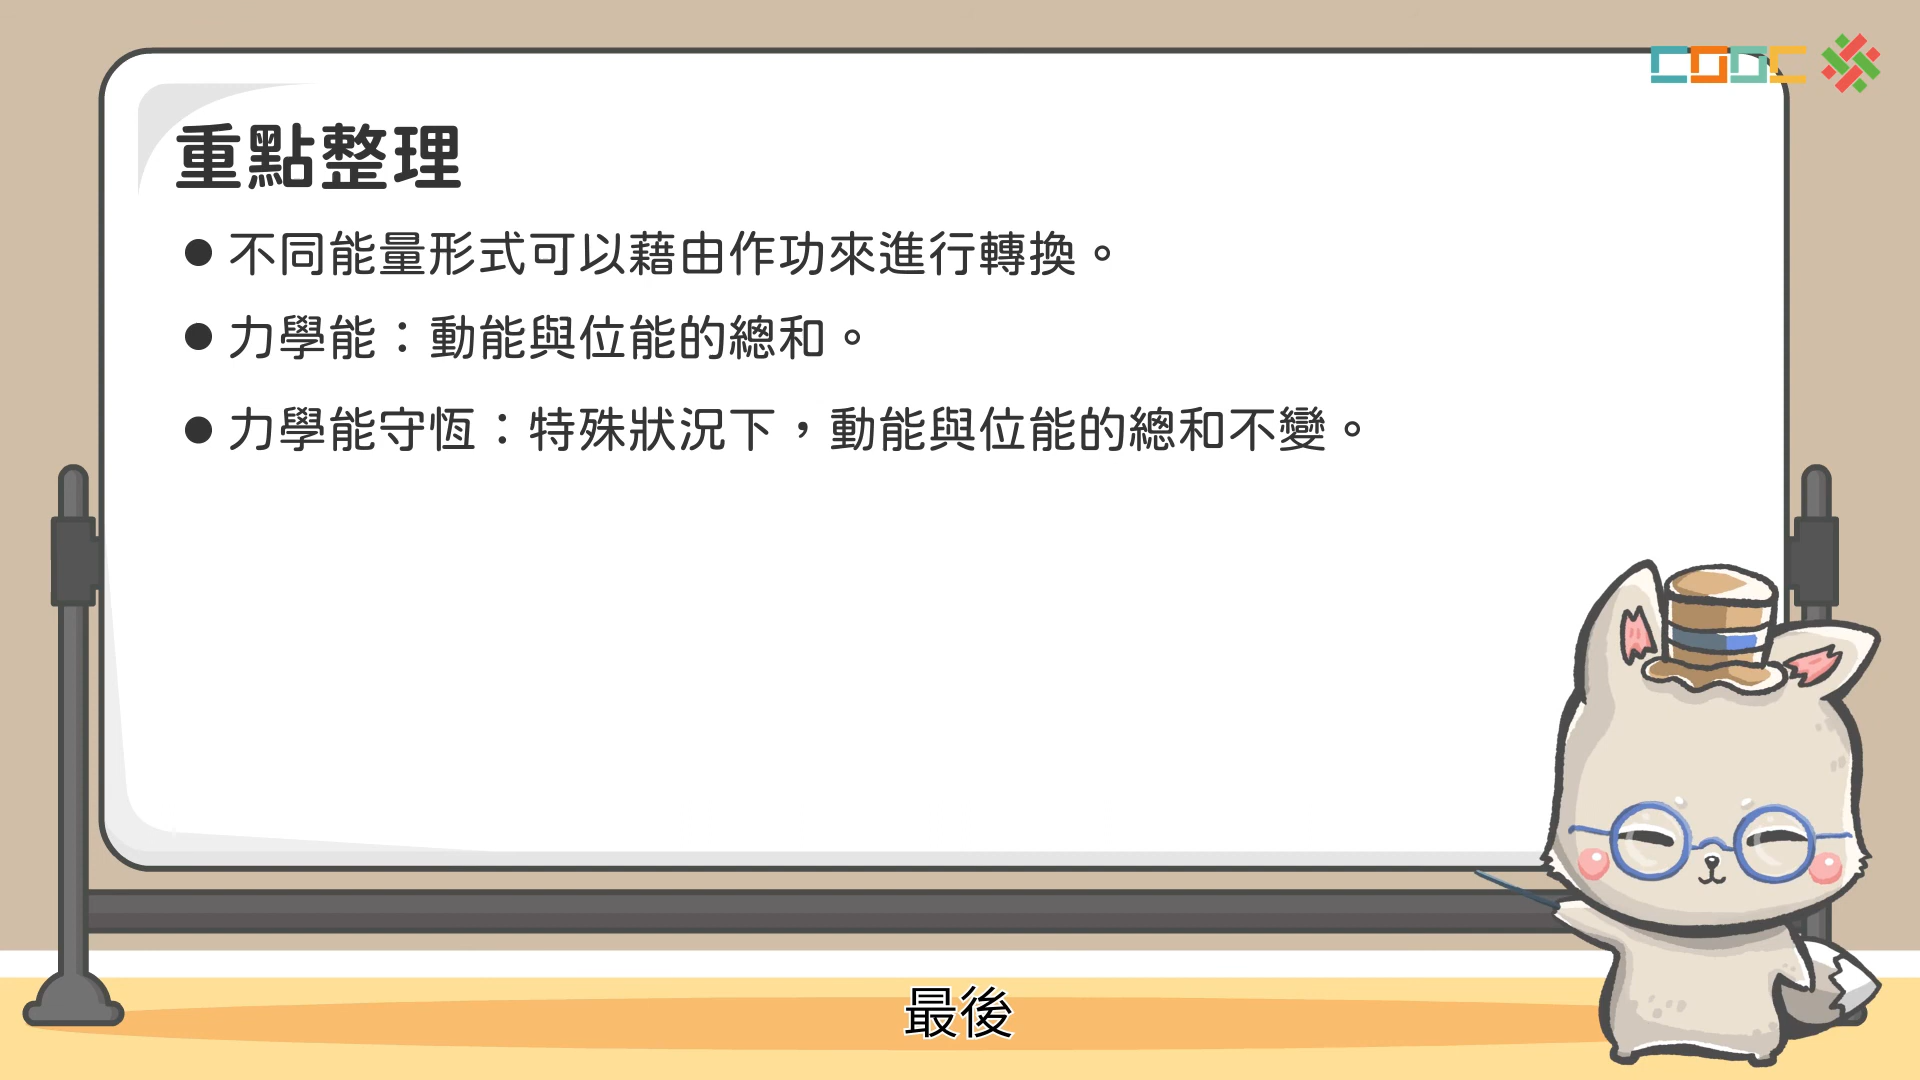 重點整理
● 不同能量形式可以藉由作功來進行轉換。
● 力學能：動能與位能的總和。
● 力學能守恆：特殊狀況下，動能與位能的總和不變。
最後